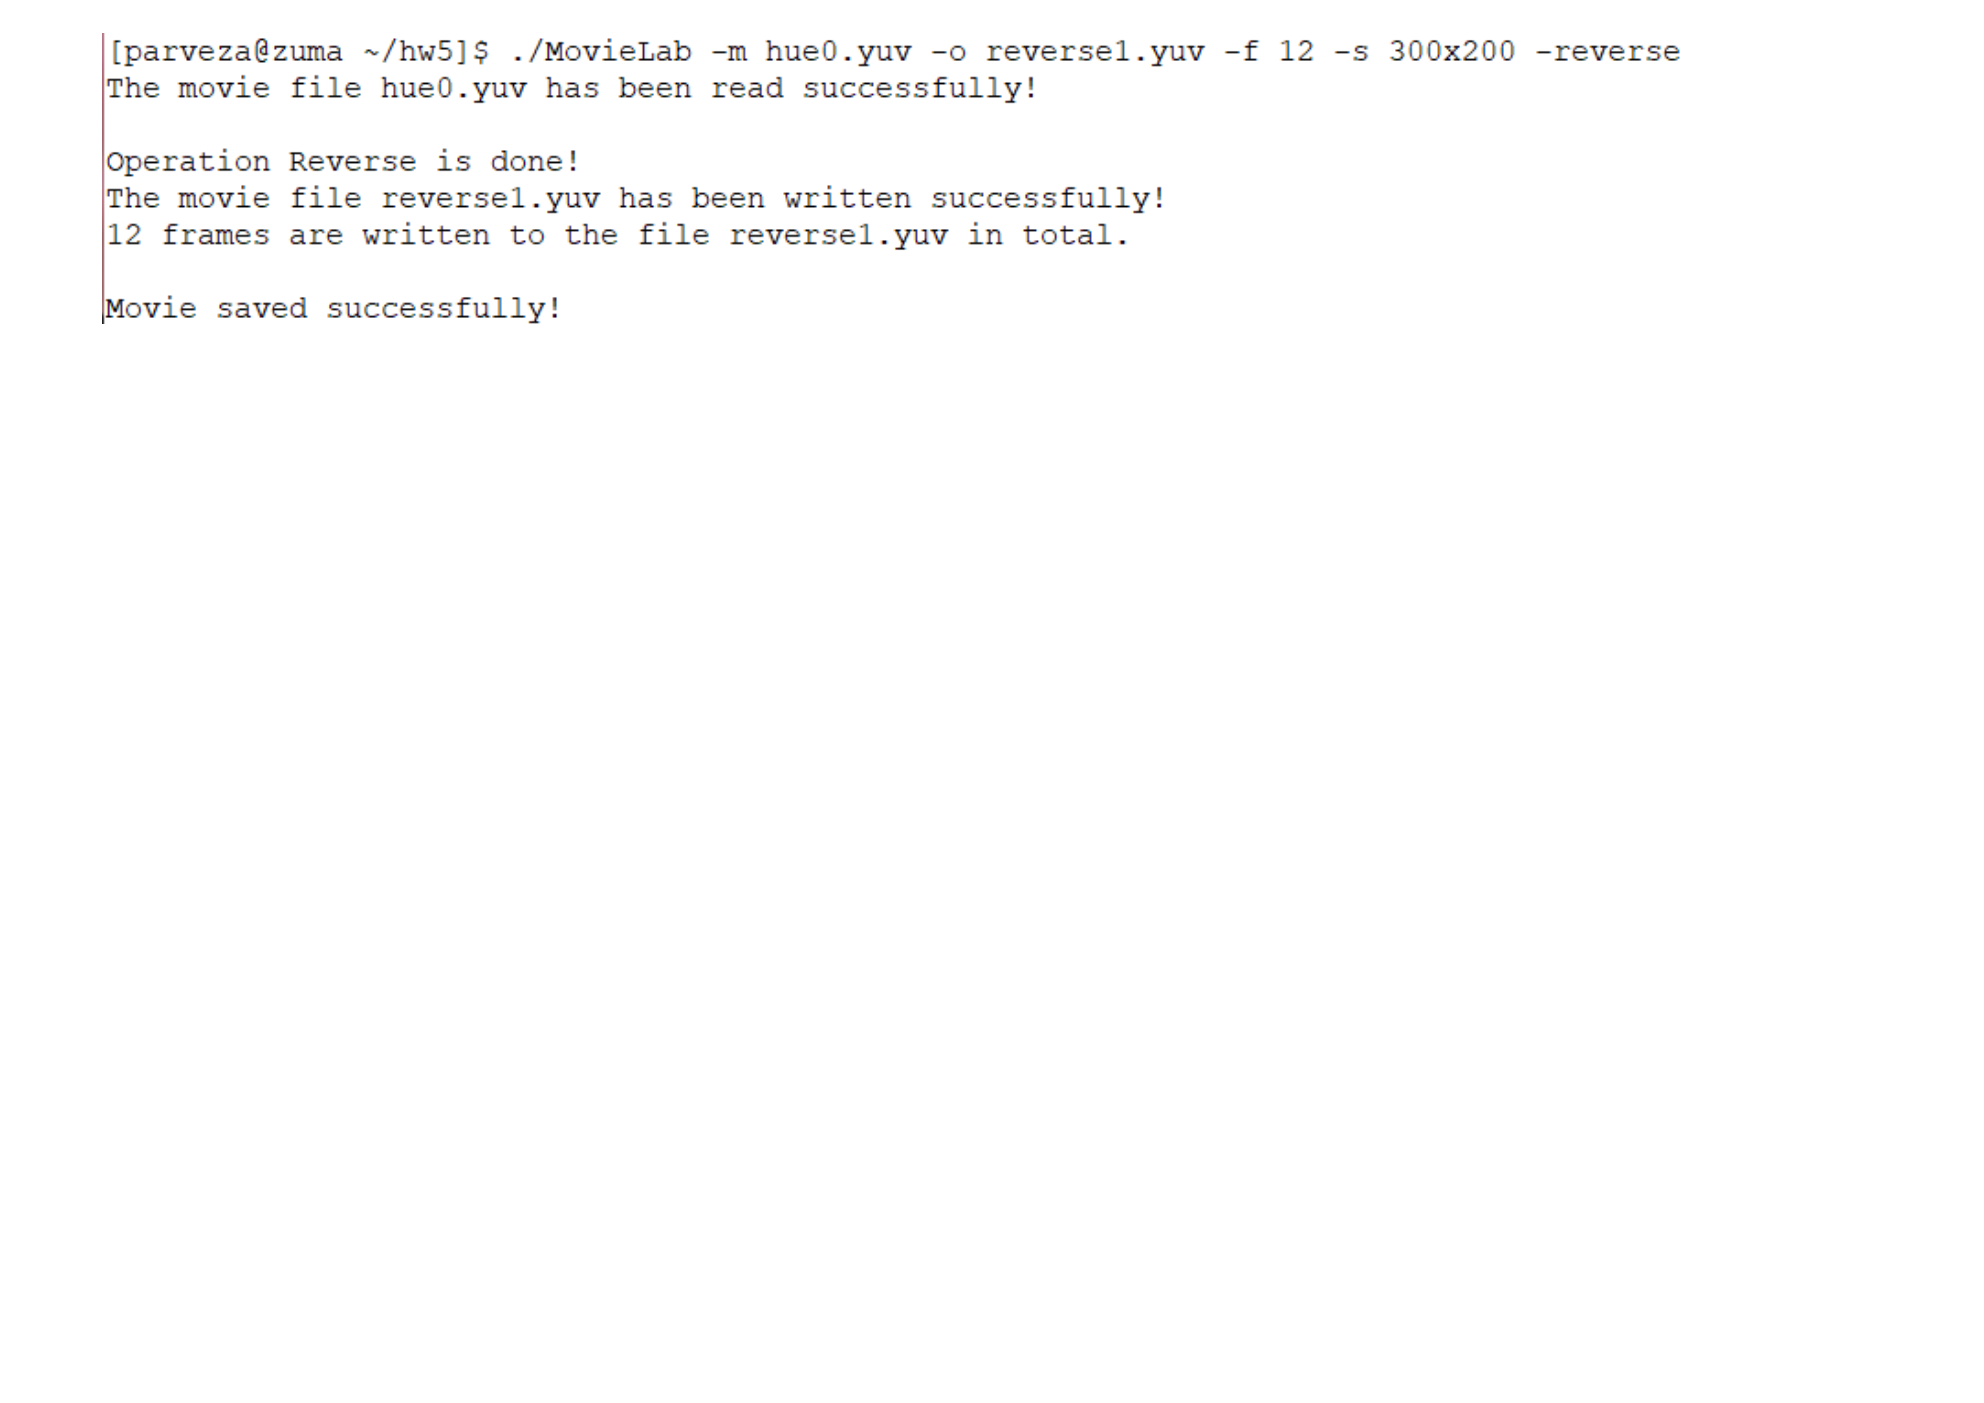 [parveza@zuma ~/hw5]$ ./MovieLab -m hue0.yuv -o reverse1.yuv -f 12 -s 300x200 -reverse
The movie file hue0.yuv has been read successfully!
Operation Reverse is done!
The movie file reverse1.yuv has been written successfully!
12 frames are written to the file reverse1.yuv in total.
Movie saved successfully!